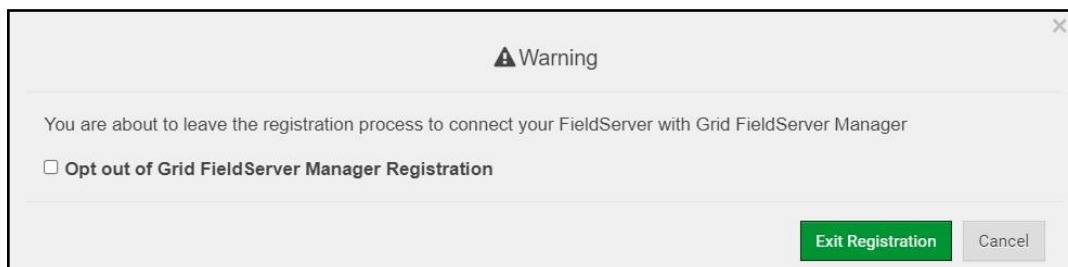 Warning
You are about to leave the registration process to connect your FieldServer with Grid FieldServer Manager
Opt out of Grid FieldServer Manager Registration
Exit Registration Cancel